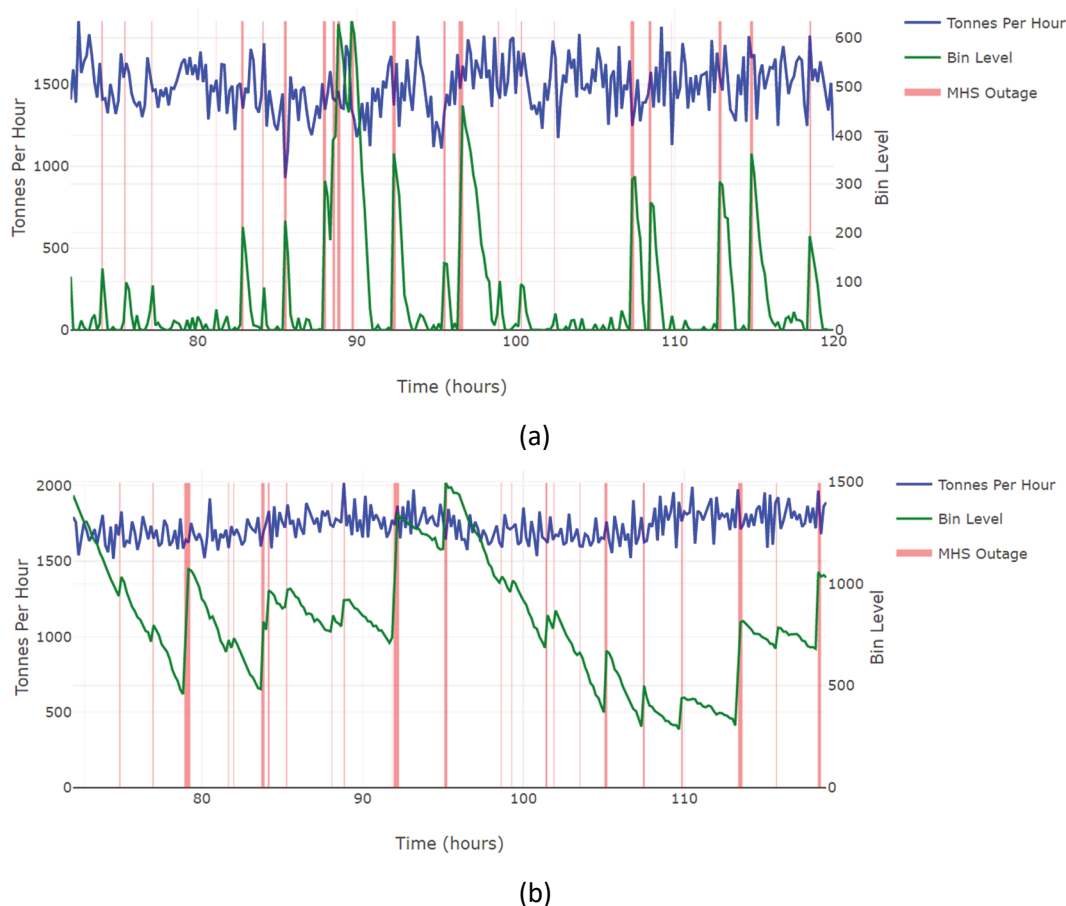 Tonnes Per Hour
Bin Level
MHS Outage
Tonnes Per Hour
1500
1000
500
0
600
500
400
300
200
100
0
Bin Level
80
90
100
110
120
Time (hours)
(a)
Tonnes Per Hour
Bin Level
MHS Outage
Tonnes Per Hour
2000
1500
1000
500
0
1500
1000
500
0
Bin Level
80
90
100
110
Time (hours)
(b)